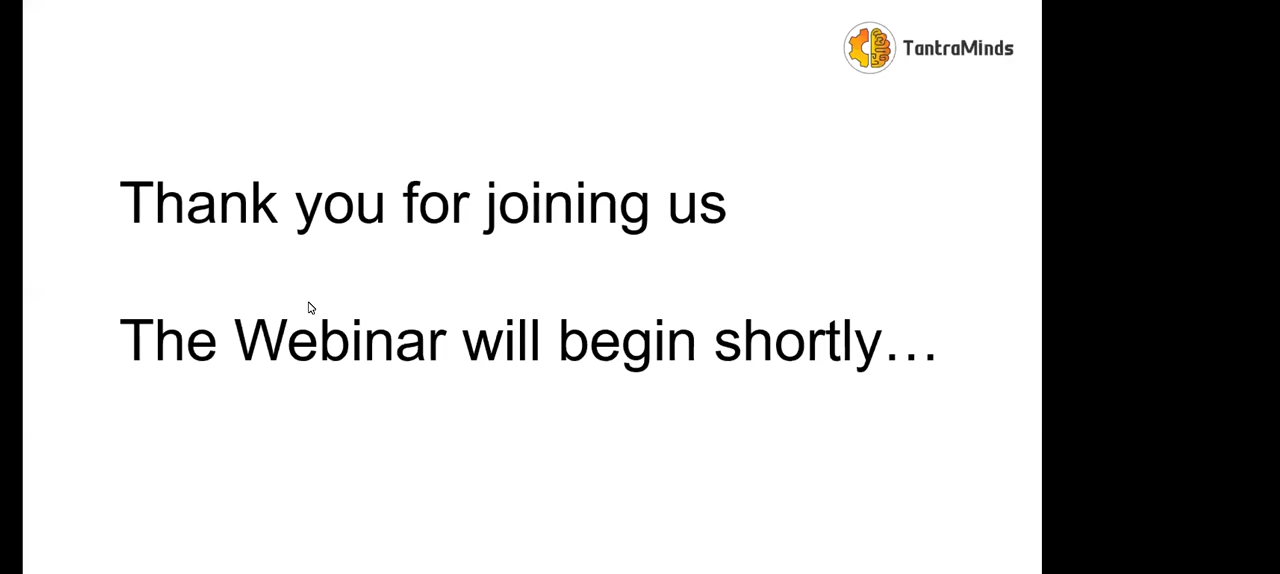 TantraMinds
Thank you for joining us
The Webinar will begin shortly…